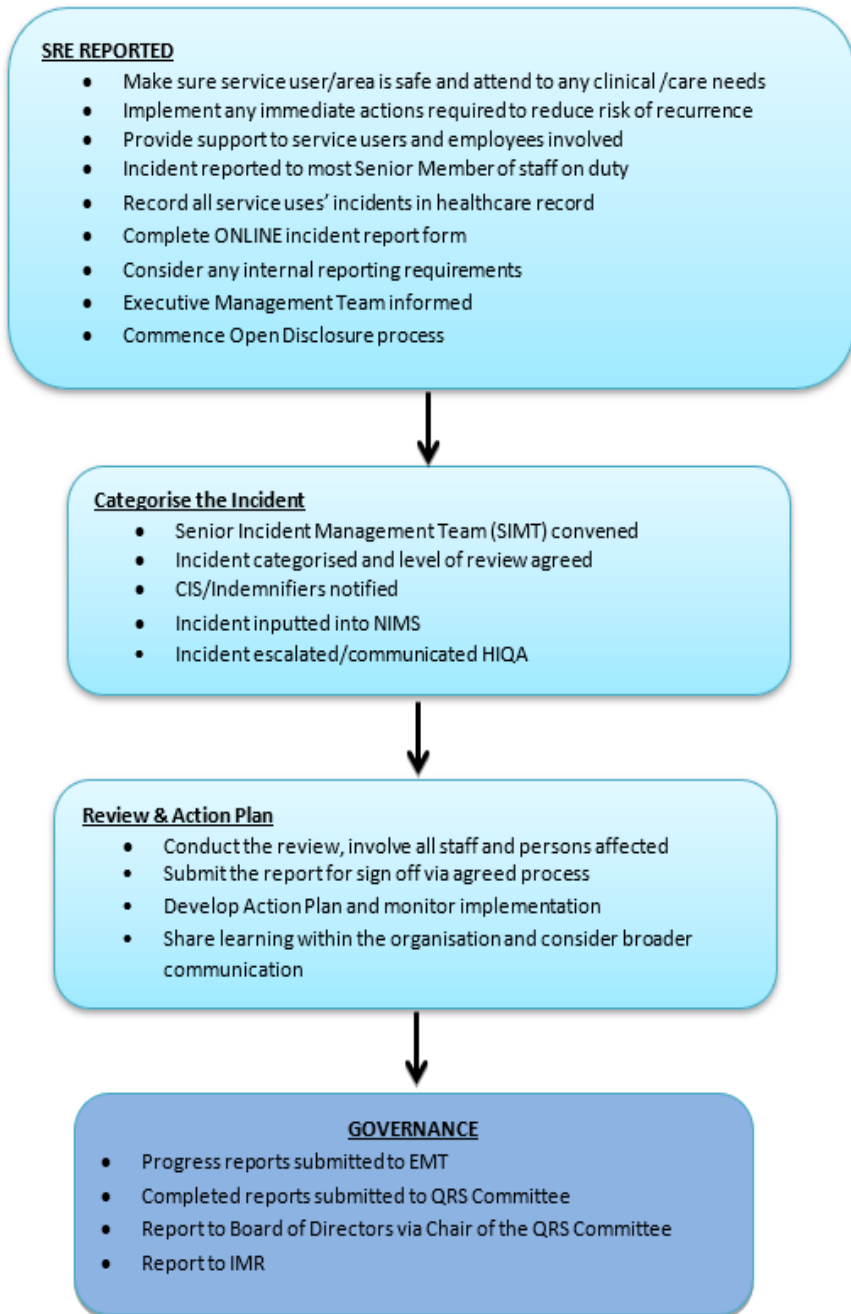 SRE REPORTED
• Make sure service user/area is safe and attend to any clinical /care needs
• Implement any immediate actions required to reduce risk of recurrence
• Provide support to service users and employees involved
• Incident reported to most Senior Member of staff on duty
• Record all service uses’ incidents in healthcare record
• Complete ONLINE incident report form
• Consider any internal reporting requirements
• Executive Management Team informed
• Commence Open Disclosure process
Categorise the Incident
• Senior Incident Management Team (SIMT) convened
• Incident categorised and level of review agreed
• CIS/Indemnifiers notified
• Incident inputted into NIMS
• Incident escalated/communicated HIQA
Review & Action Plan
• Conduct the review, involve all staff and persons affected
• Submit the report for sign off via agreed process
• Develop Action Plan and monitor implementation
• Share learning within the organisation and consider broader
communication
GOVERNANCE
• Progress reports submitted to EMT
• Completed reports submitted to QRS Committee
• Report to Board of Directors via Chair of the QRS Committee
• Report to IMR